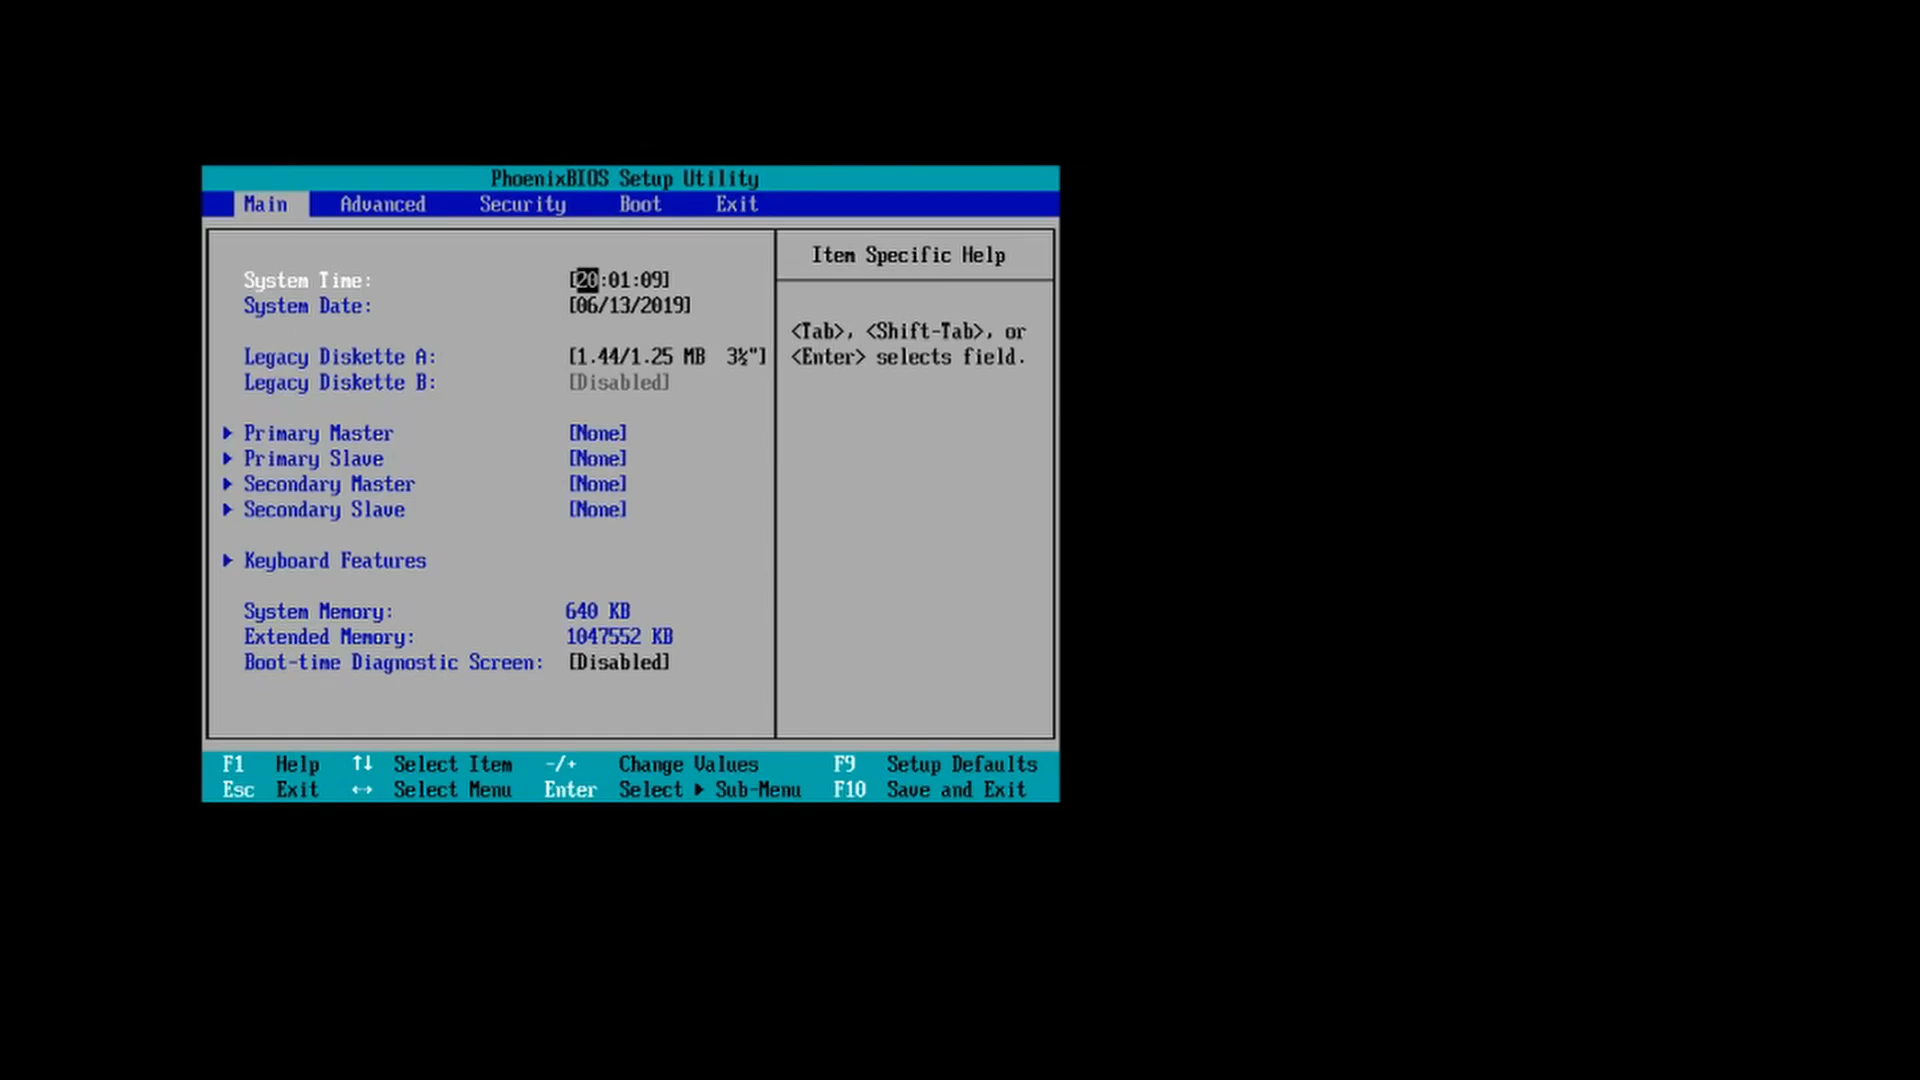 PhoenixBIOS Setup Utility
Main Advanced Security Boot Exit
Item Specific Help
System Time: [20:01:09]
System Date: [06/13/2019]
<Tab>, <Shift-Tab>, or
<Enter> selects field.
Legacy Diskette A: [1.44/1.25 MB 3½"]
Legacy Diskette B: [Disabled]
Primary Master [None]
Primary Slave [None]
Secondary Master [None]
Secondary Slave [None]
Keyboard Features
System Memory: 640 KB
Extended Memory: 1047552 KB
Boot-time Diagnostic Screen: [Disabled]
F1 Help ↑↓ Select Item -/+ Change Values F9 Setup Defaults
Esc Exit ↔ Select Menu Enter Select ▶ Sub-Menu F10 Save and Exit